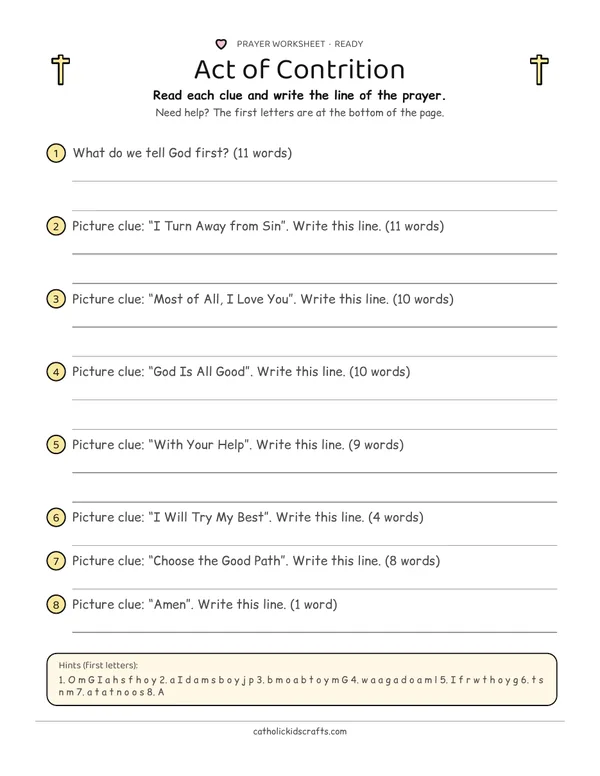 PRAYER WORKSHEET · READY
Act of Contrition
Read each clue and write the line of the prayer.
Need help? The first letters are at the bottom of the page.
1 What do we tell God first? (11 words)
2 Picture clue: “I Turn Away from Sin”. Write this line. (11 words)
3 Picture clue: “Most of All, I Love You”. Write this line. (10 words)
4 Picture clue: “God Is All Good”. Write this line. (10 words)
5 Picture clue: “With Your Help”. Write this line. (9 words)
6 Picture clue: “I Will Try My Best”. Write this line. (4 words)
7 Picture clue: “Choose the Good Path”. Write this line. (8 words)
8 Picture clue: “Amen”. Write this line. (1 word)
Hints (first letters):
1. O m G I a h s f h o y 2. a I d a m s b o y j p 3. b m o a b t o y m G 4. w a a g a d o a m l 5. I f r w t h o y g 6. t s
n m 7. a t a t n o o s 8. A
catholickidscrafts.com